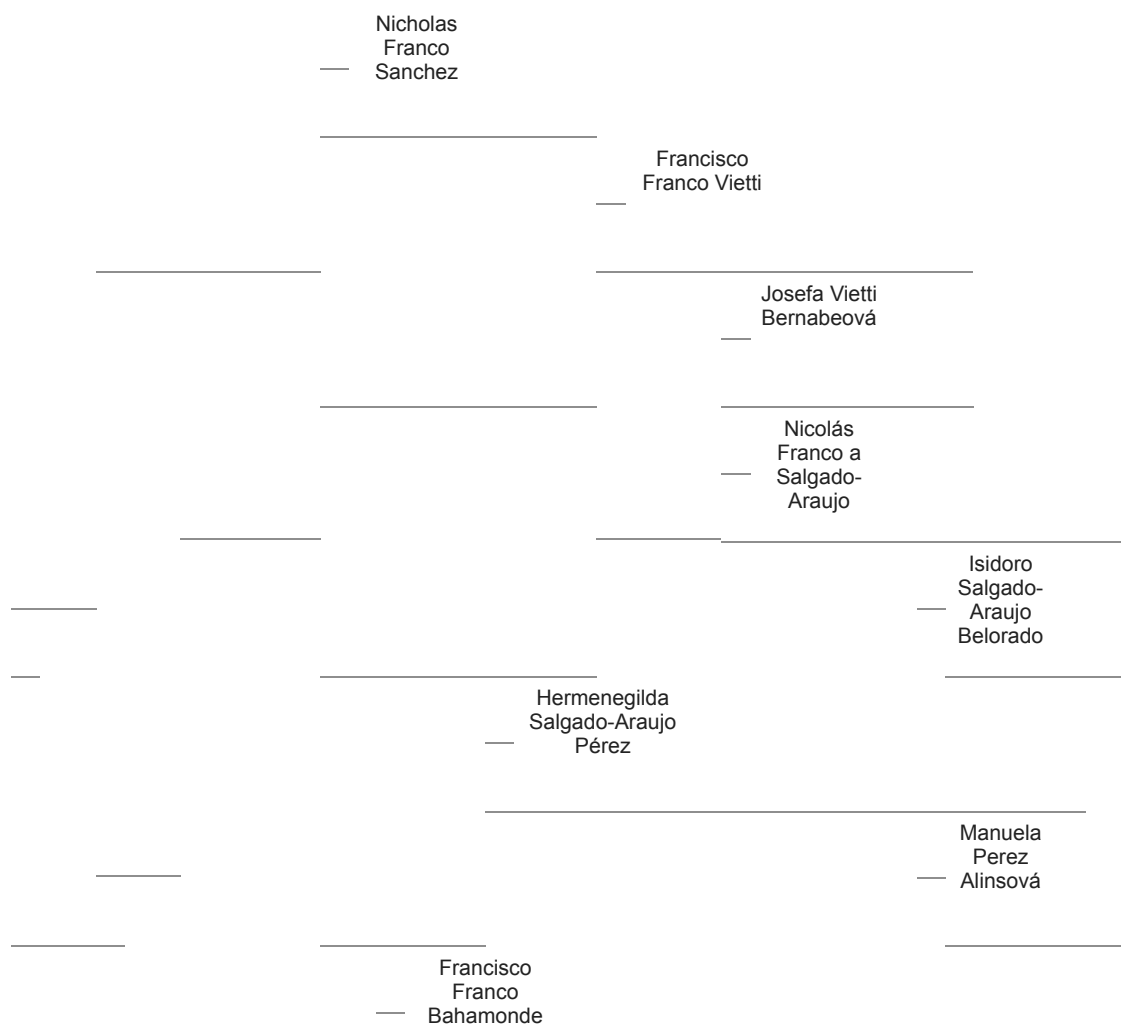 Nicholas
Franco
Sanchez
Francisco
Franco Vietti
Josefa Vietti
Bernabeová
Nicolás
Franco a
Salgado-
Araujo
Isidoro
Salgado-
Araujo
Belorado
Hermenegilda
Salgado-Araujo
Pérez
Manuela
Perez
Alinsová
Francisco
Franco
Bahamonde